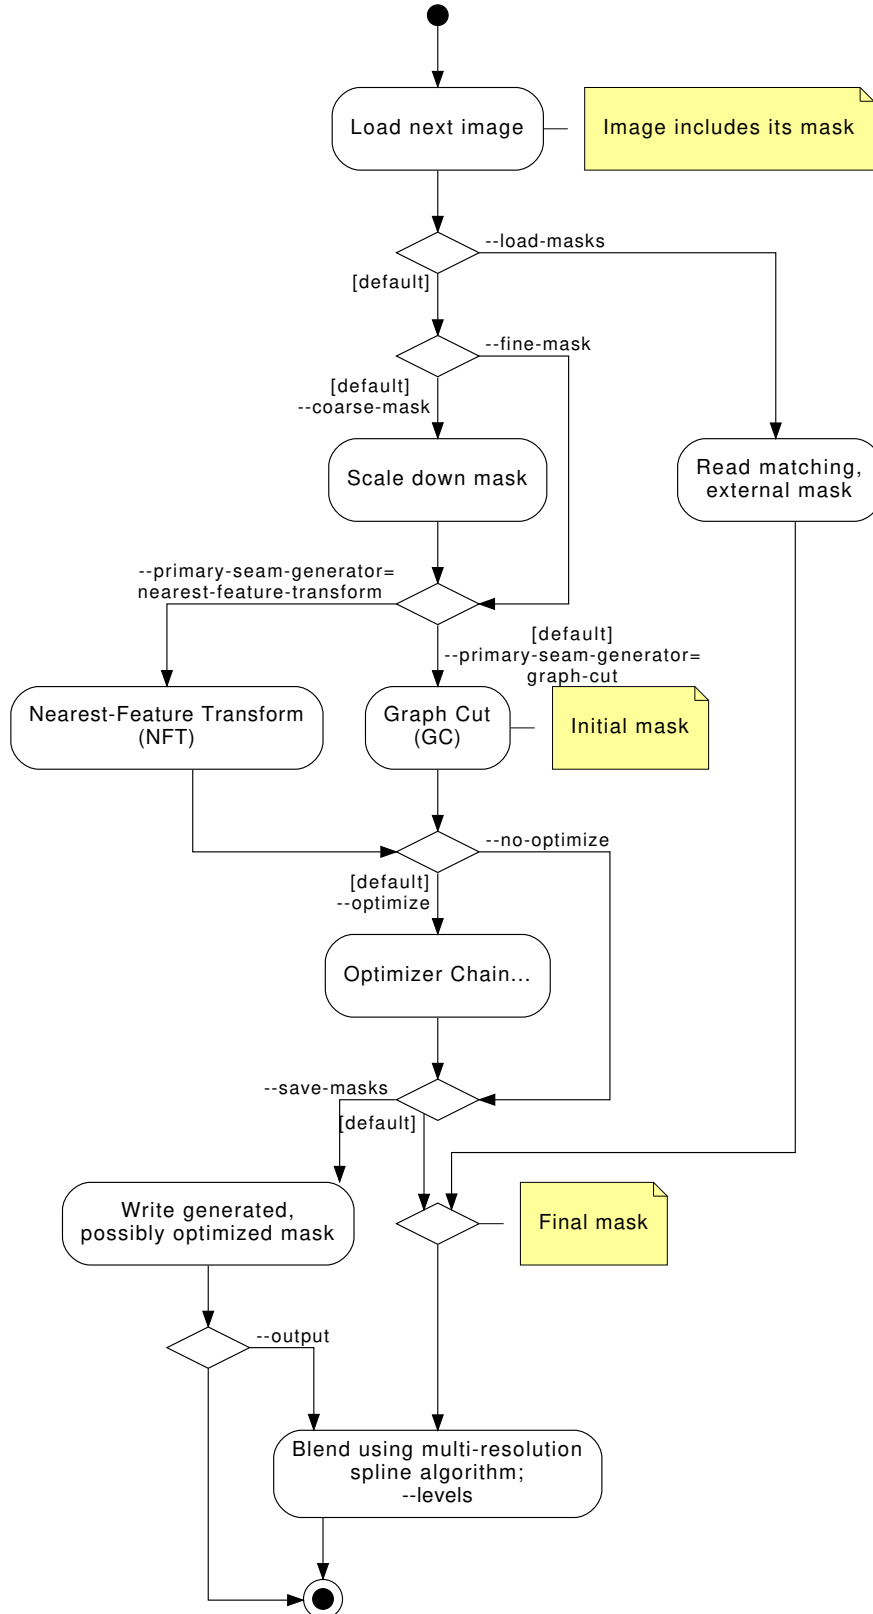 Load next image
Image includes its mask
--load-masks
[default]
--fine-mask
[default]
--coarse-mask
Scale down mask
Read matching,
external mask
--primary-seam-generator=
nearest-feature-transform
[default]
--primary-seam-generator=
graph-cut
Nearest-Feature Transform
(NFT)
Graph Cut
(GC)
Initial mask
--no-optimize
[default]
--optimize
Optimizer Chain...
--save-masks
[default]
Write generated,
possibly optimized mask
Final mask
--output
Blend using multi-resolution
spline algorithm;
--levels